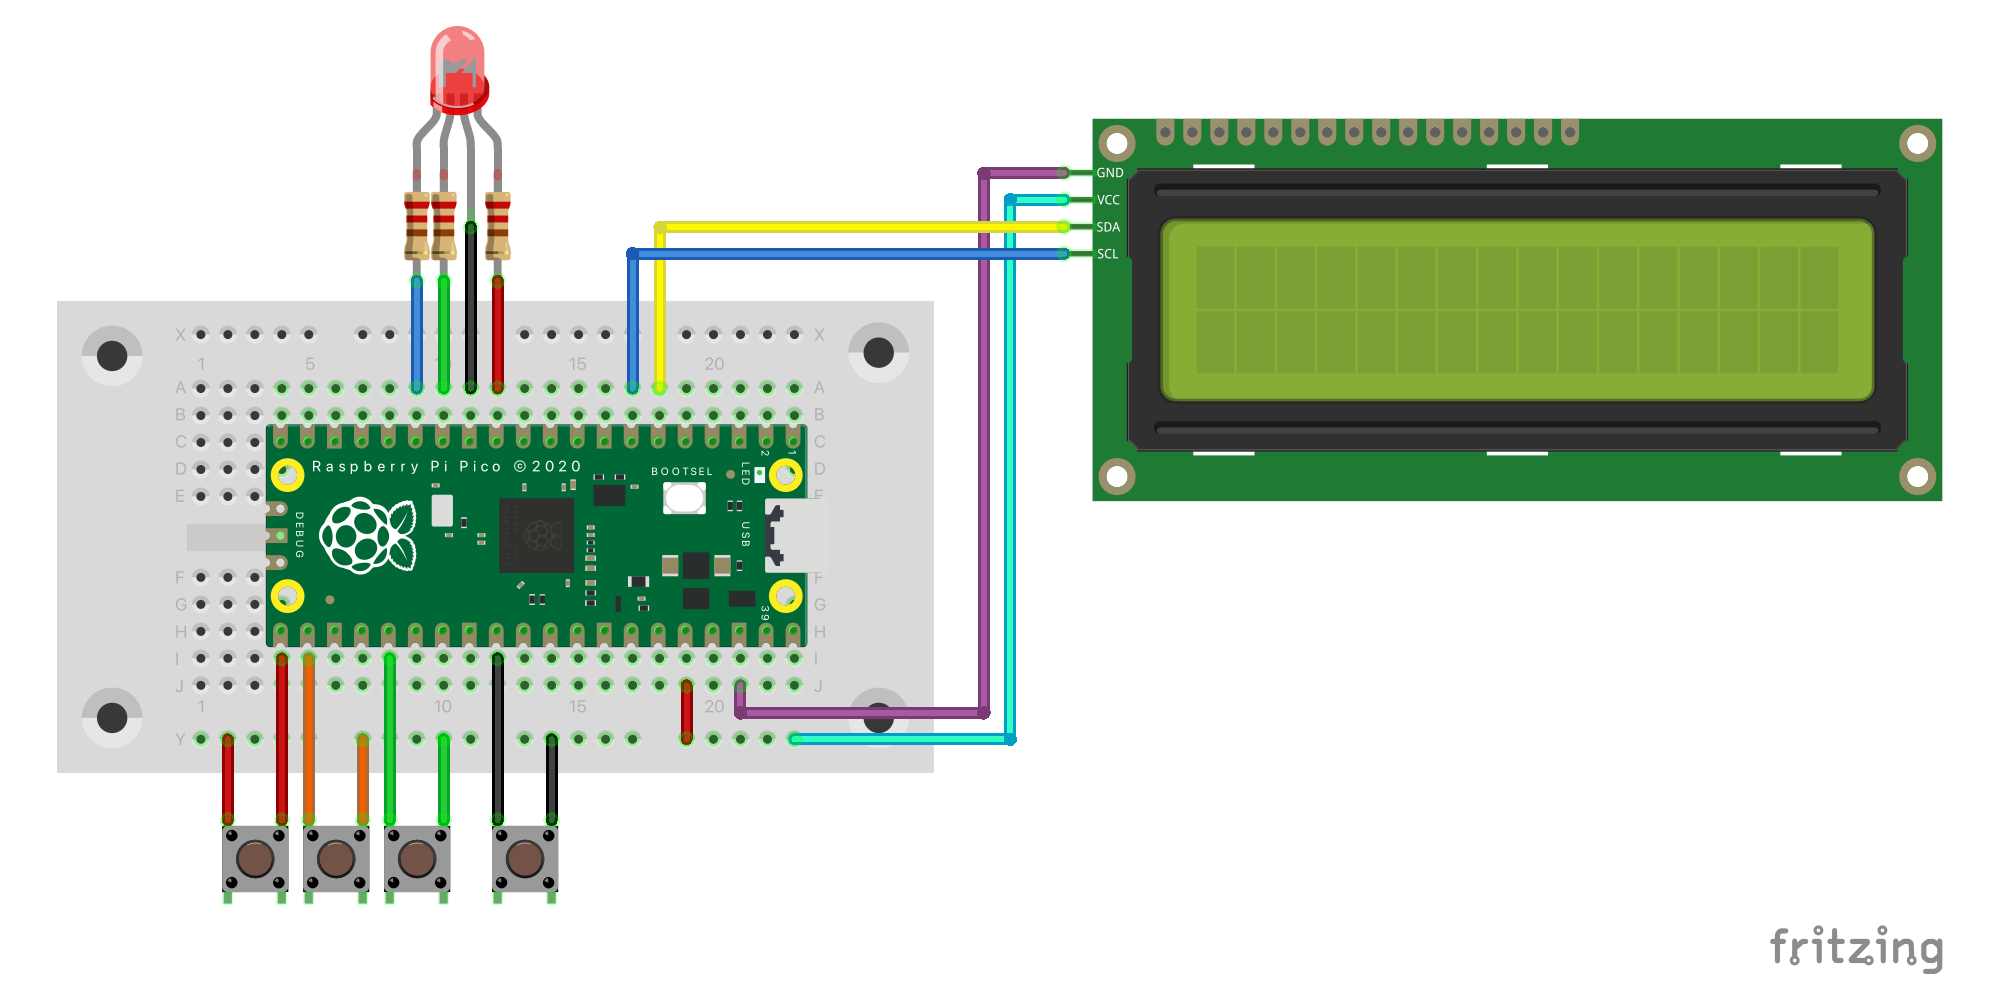 GND
VCC
SDA
SCL
X X
1 5 15 20
A A
B B
C C
D D
E
F
G G
H H
I I
J J
1 10 15 20
Y
Raspberry Pi Pico ©2020
BOOTSEL
LED
2
1
DEBUG
USB
39
fritzing